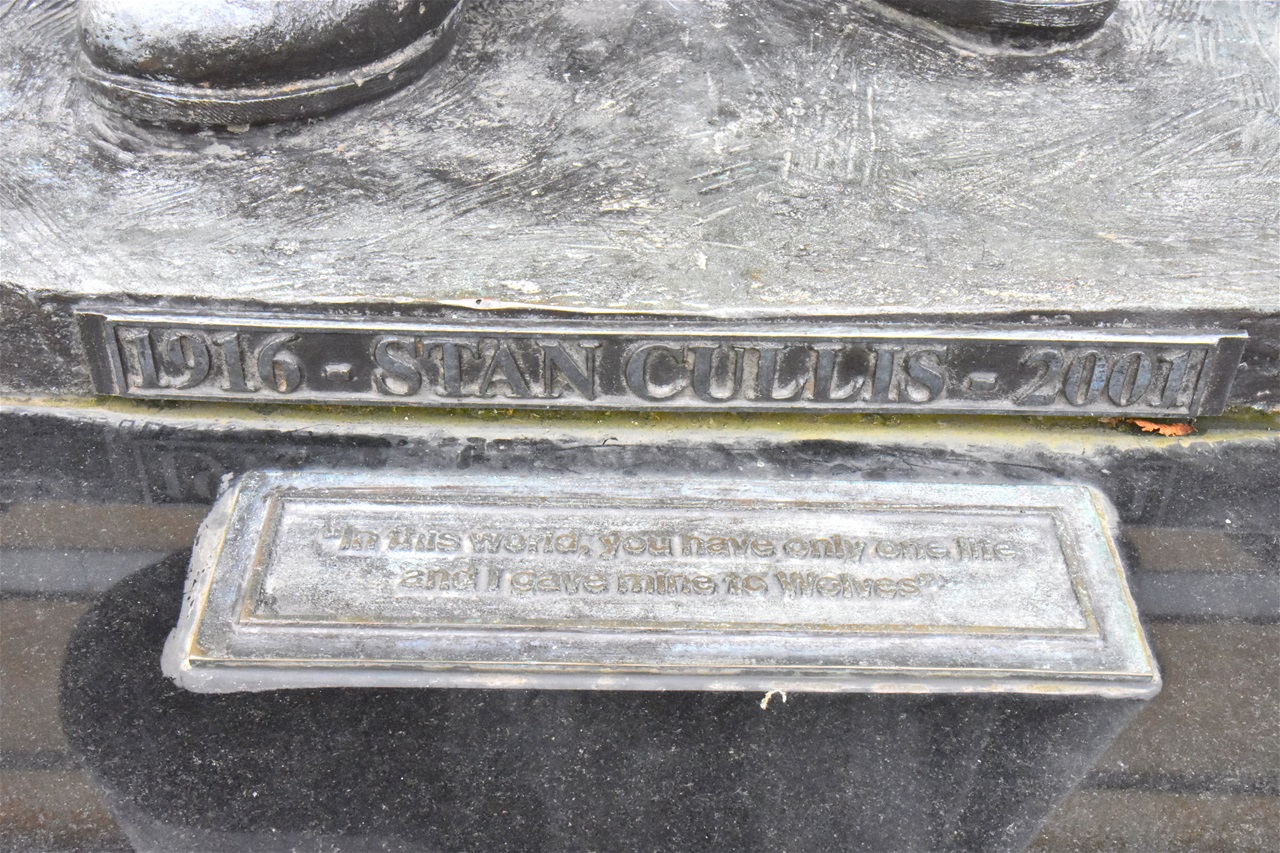 1916 - STAN CULLIS - 2001
"In this world, you have only one life
and I gave mine to Wolves"